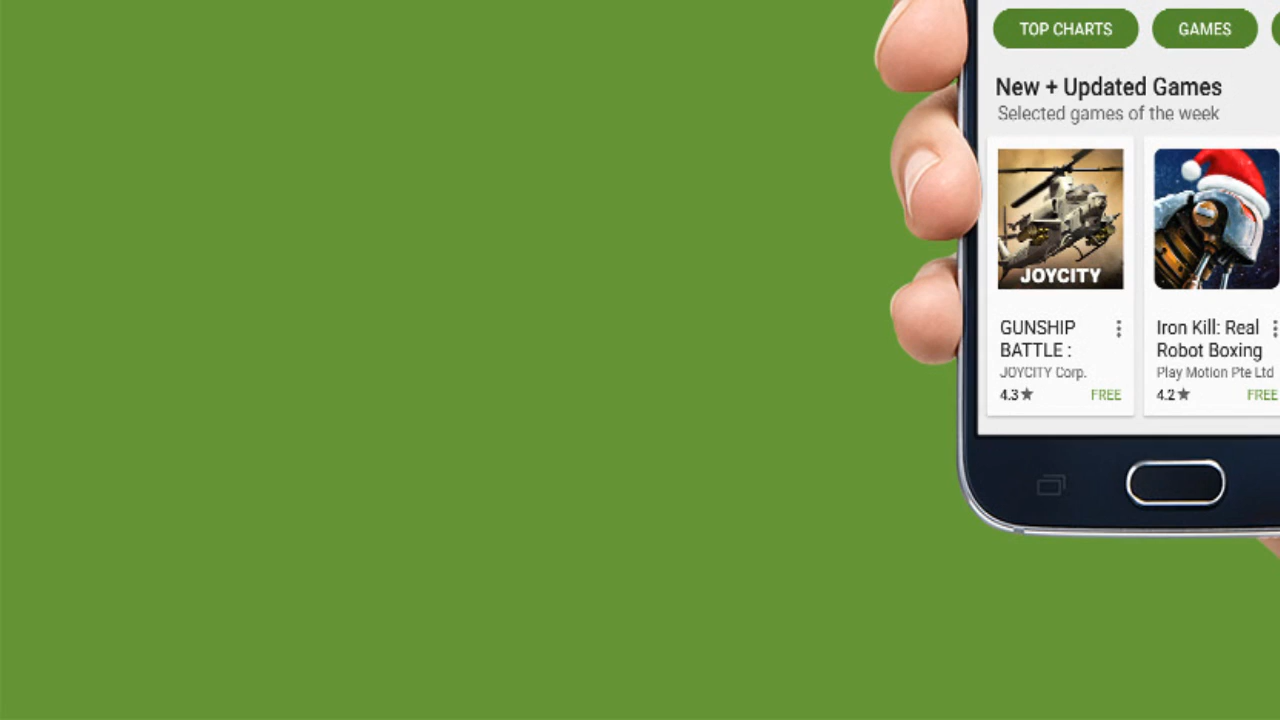 TOP CHARTS
GAMES
New + Updated Games
Selected games of the week
JOYCITY
GUNSHIP
BATTLE :
JOYCITY Corp.
4.3★ FREE
Iron Kill: Real
Robot Boxing
Play Motion Pte Ltd
4.2★ FREE